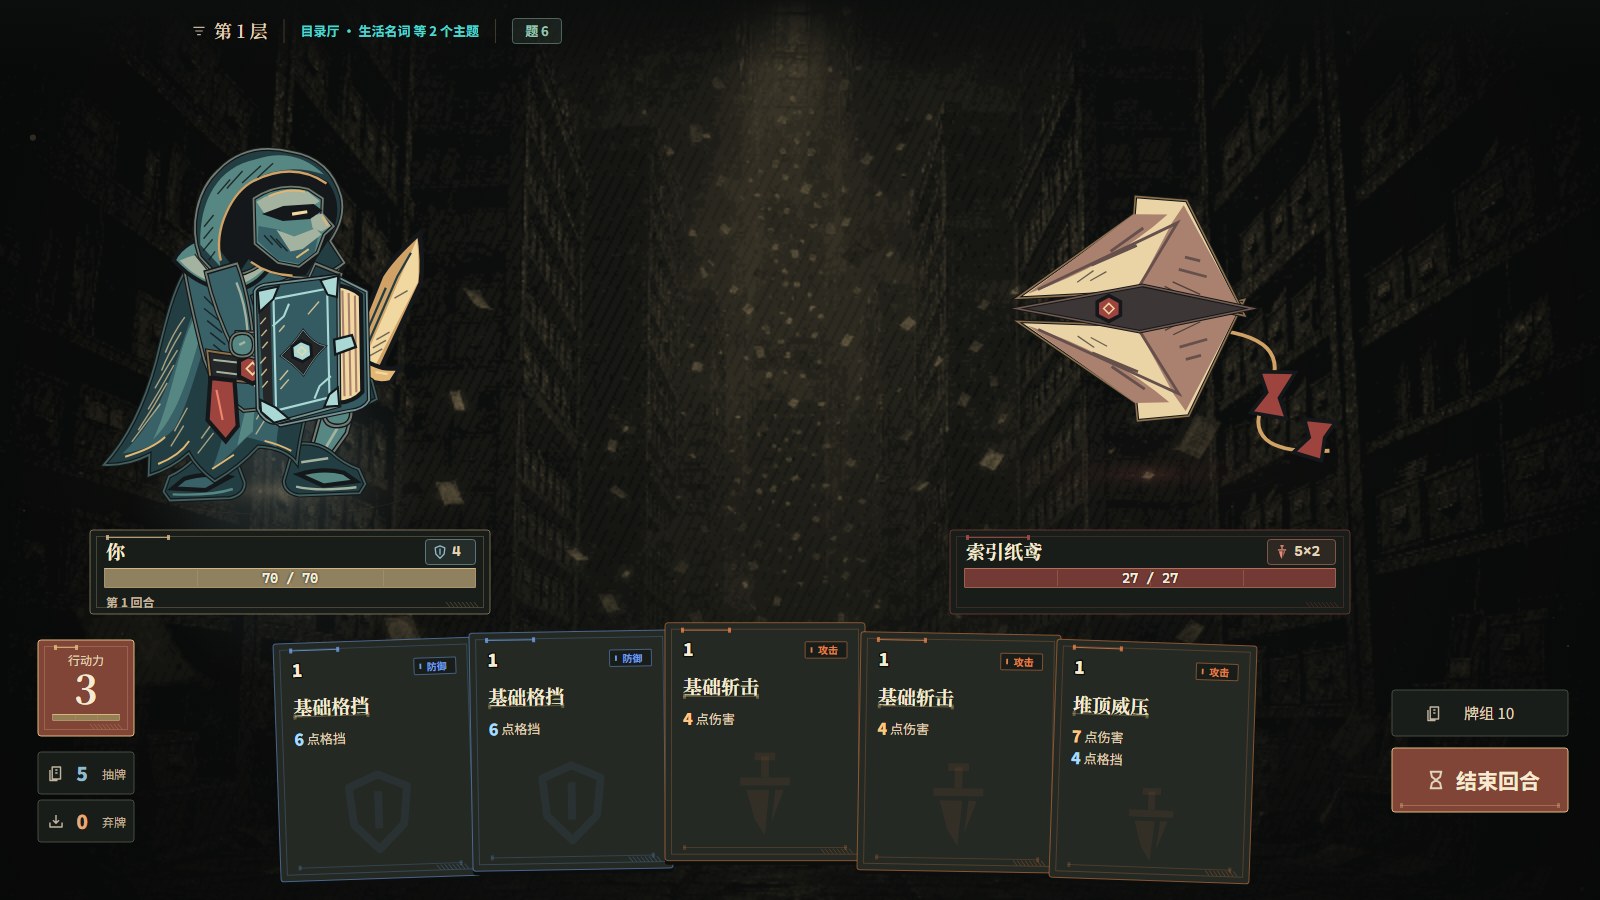 第1层
目录厅 · 生活名词 等2个主题
题6
你
4
70 / 70
第1回合
索引纸鸢
5×2
27 / 27
行动力
3
5 抽牌
0 弃牌
1
防御
基础格挡
6 点格挡
1
防御
基础格挡
6 点格挡
1
攻击
基础斩击
4 点伤害
1
攻击
基础斩击
4 点伤害
1
攻击
堆顶威压
7 点伤害
4 点格挡
牌组 10
结束回合